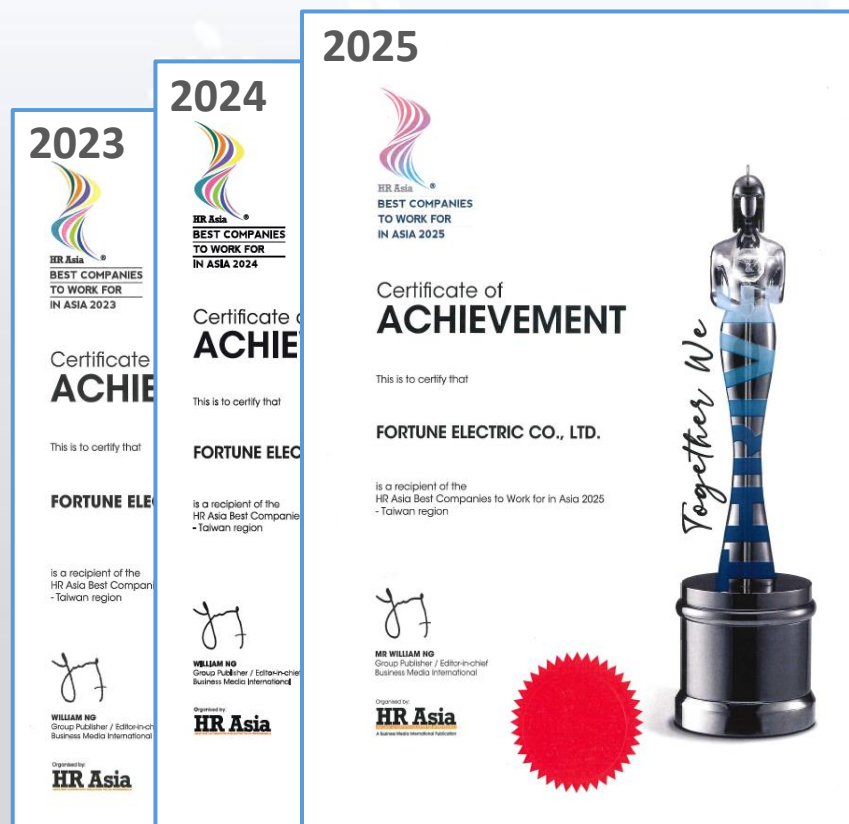 2023
HR Asia ®
BEST COMPANIES
TO WORK FOR
IN ASIA 2023
Certificate
ACHIE
This is to certify that
FORTUNE ELE
is a recipient of the
HR Asia Best Compani
- Taiwan region
WILLIAM NG
Group Publisher / Editor-in-ch
Business Media International
Organised by:
HR Asia
2024
HR Asia ®
BEST COMPANIES
TO WORK FOR
IN ASIA 2024
Certificate
ACHIE
This is to certify that
FORTUNE ELEC
is a recipient of the
HR Asia Best Companie
- Taiwan region
WILLIAM NG
Group Publisher / Editor-in-chief
Business Media International
Organised by:
HR Asia
2025
HR Asia ®
BEST COMPANIES
TO WORK FOR
IN ASIA 2025
Certificate of
ACHIEVEMENT
This is to certify that
FORTUNE ELECTRIC CO., LTD.
is a recipient of the
HR Asia Best Companies to Work for in Asia 2025
- Taiwan region
MR WILLIAM NG
Group Publisher / Editor-in-chief
Business Media International
Organised by:
HR Asia
A Business Media International Publication
Together We
THRIVE